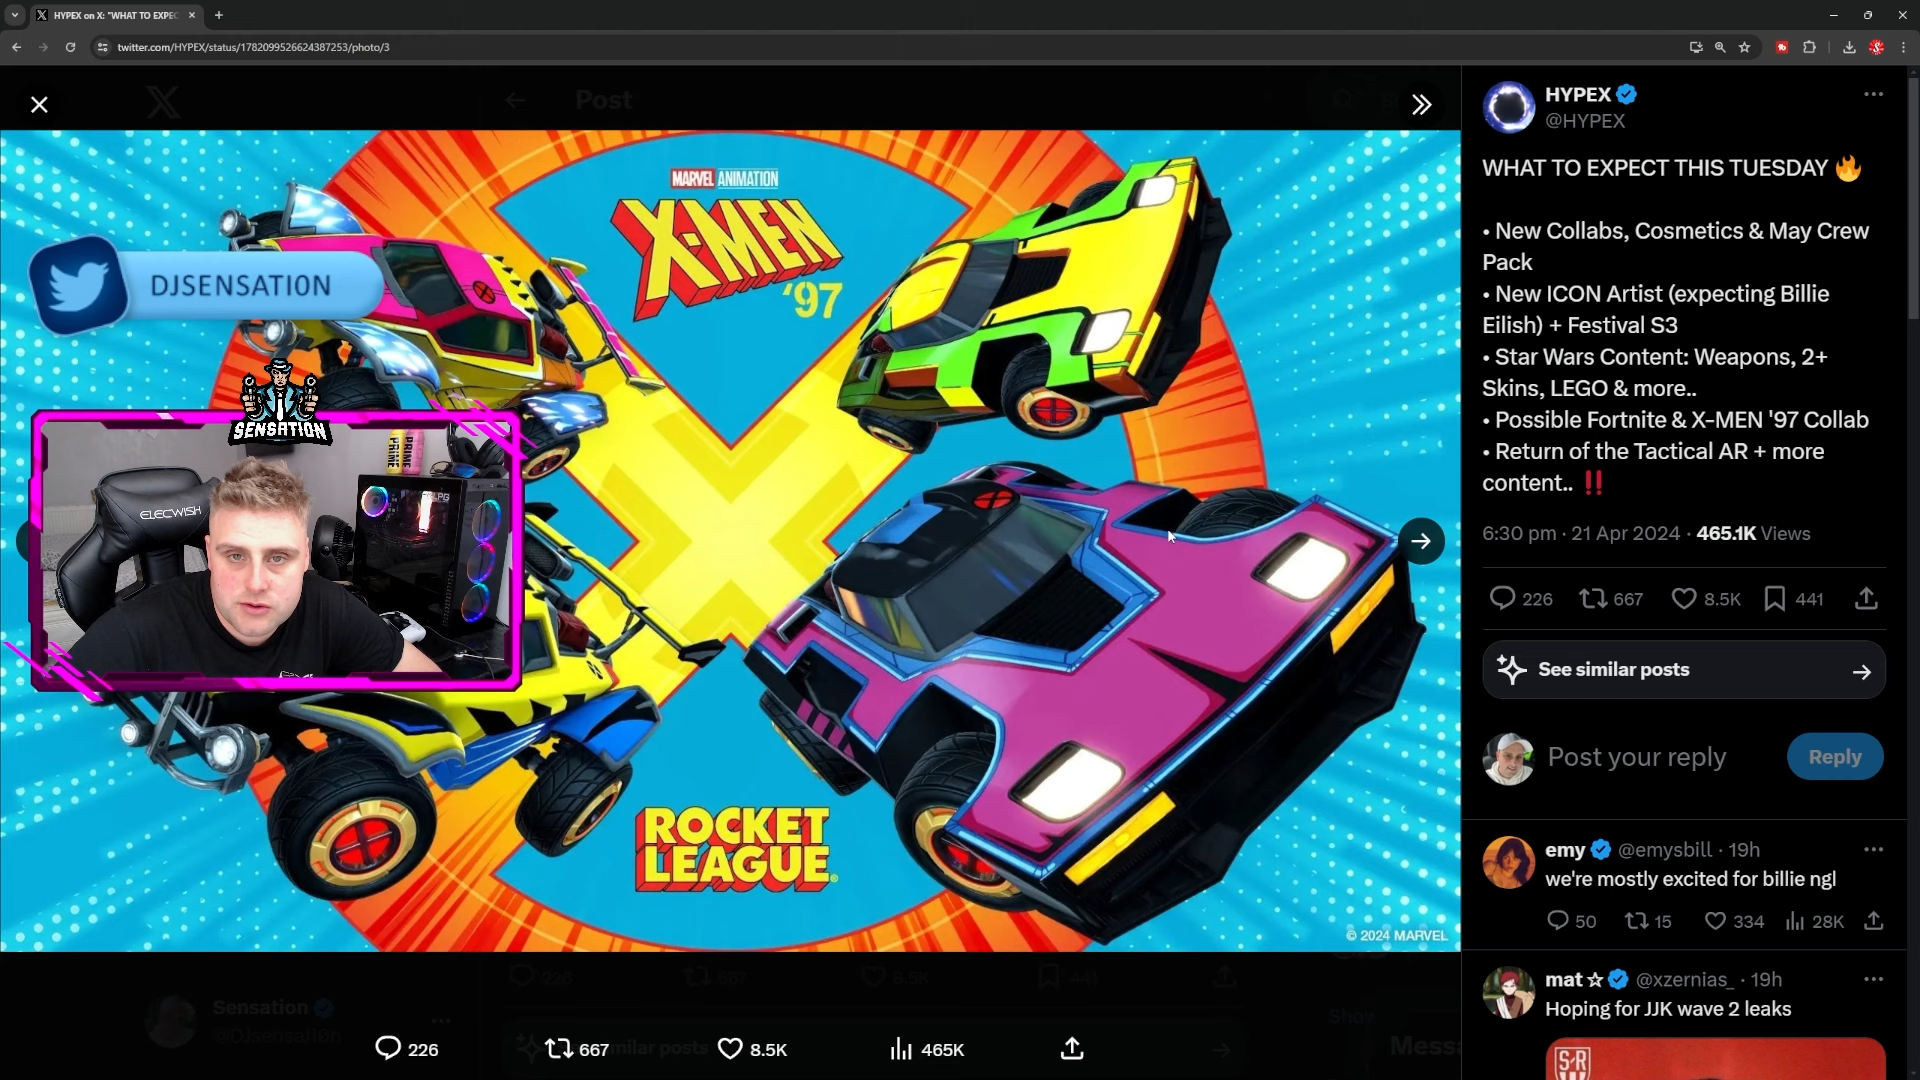 HYPEX on X: "WHAT TO EXPEC
twitter.com/HYPEX/status/1782099526624387253/photo/3
Post
MARVEL ANIMATION
X-MEN
'97
DJSENSATI0N
SENSATION
ELECWISH
PRIME
PRIME
ROCKET
LEAGUE
© 2024 MARVEL
Sensation
226
667
8.5K
465K
HYPEX
@HYPEX
WHAT TO EXPECT THIS TUESDAY 🔥
• New Collabs, Cosmetics & May Crew
Pack
• New ICON Artist (expecting Billie
Eilish) + Festival S3
• Star Wars Content: Weapons, 2+
Skins, LEGO & more..
• Possible Fortnite & X-MEN '97 Collab
• Return of the Tactical AR + more
content.. ‼️
6:30 pm · 21 Apr 2024 · 465.1K Views
226 667 8.5K 441
See similar posts
Post your reply
Reply
emy @emysbill · 19h
we're mostly excited for billie ngl
50 15 334 28K
mat ☆ @xzernias_ · 19h
Hoping for JJK wave 2 leaks